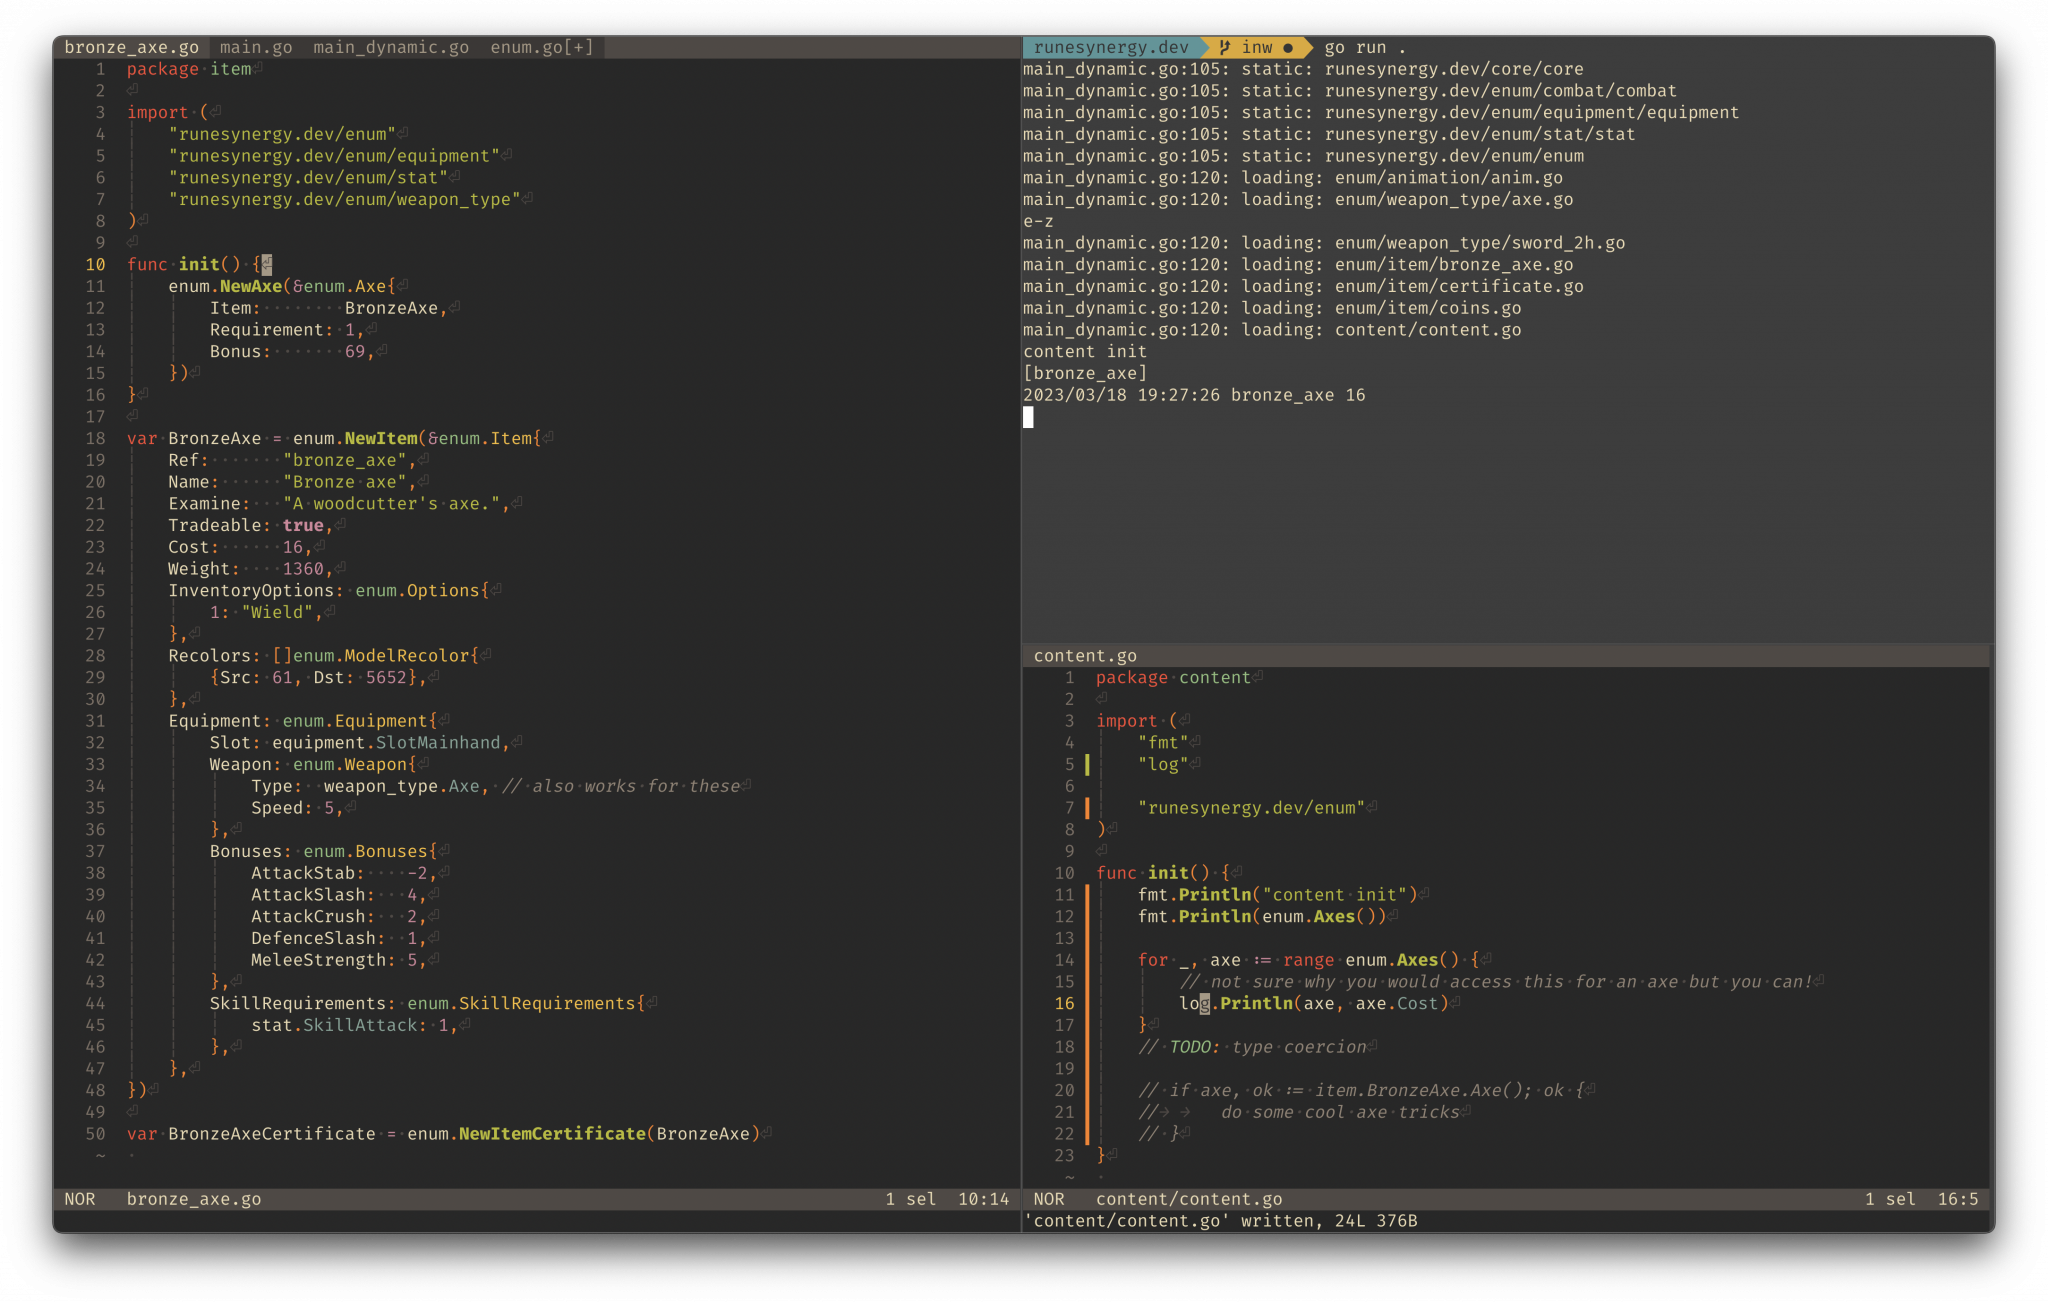 bronze_axe.go main.go main_dynamic.go enum.go[+]
1 package item
2
3 import (
4 "runesynergy.dev/enum"
5 "runesynergy.dev/enum/equipment"
6 "runesynergy.dev/enum/stat"
7 "runesynergy.dev/enum/weapon_type"
8 )
9
10 func init() {
11 enum.NewAxe(&enum.Axe{
12 Item: BronzeAxe,
13 Requirement: 1,
14 Bonus: 69,
15 })
16 }
17
18 var BronzeAxe = enum.NewItem(&enum.Item{
19 Ref: "bronze_axe",
20 Name: "Bronze axe",
21 Examine: "A woodcutter's axe.",
22 Tradeable: true,
23 Cost: 16,
24 Weight: 1360,
25 InventoryOptions: enum.Options{
26 1: "Wield",
27 },
28 Recolors: []enum.ModelRecolor{
29 {Src: 61, Dst: 5652},
30 },
31 Equipment: enum.Equipment{
32 Slot: equipment.SlotMainhand,
33 Weapon: enum.Weapon{
34 Type: weapon_type.Axe, // also works for these
35 Speed: 5,
36 },
37 Bonuses: enum.Bonuses{
38 AttackStab: -2,
39 AttackSlash: 4,
40 AttackCrush: 2,
41 DefenceSlash: 1,
42 MeleeStrength: 5,
43 },
44 SkillRequirements: enum.SkillRequirements{
45 stat.SkillAttack: 1,
46 },
47 },
48 })
49
50 var BronzeAxeCertificate = enum.NewItemCertificate(BronzeAxe)
~
NOR bronze_axe.go 1 sel 10:14
runesynergy.dev inw ● go run .
main_dynamic.go:105: static: runesynergy.dev/core/core
main_dynamic.go:105: static: runesynergy.dev/enum/combat/combat
main_dynamic.go:105: static: runesynergy.dev/enum/equipment/equipment
main_dynamic.go:105: static: runesynergy.dev/enum/stat/stat
main_dynamic.go:105: static: runesynergy.dev/enum/enum
main_dynamic.go:120: loading: enum/animation/anim.go
main_dynamic.go:120: loading: enum/weapon_type/axe.go
e-z
main_dynamic.go:120: loading: enum/weapon_type/sword_2h.go
main_dynamic.go:120: loading: enum/item/bronze_axe.go
main_dynamic.go:120: loading: enum/item/certificate.go
main_dynamic.go:120: loading: enum/item/coins.go
main_dynamic.go:120: loading: content/content.go
content init
[bronze_axe]
2023/03/18 19:27:26 bronze_axe 16
content.go
1 package content
2
3 import (
4 "fmt"
5 "log"
6
7 "runesynergy.dev/enum"
8 )
9
10 func init() {
11 fmt.Println("content init")
12 fmt.Println(enum.Axes())
13
14 for _, axe := range enum.Axes() {
15 // not sure why you would access this for an axe but you can!
16 log.Println(axe, axe.Cost)
17 }
18 // TODO: type coercion
19
20 // if axe, ok := item.BronzeAxe.Axe(); ok {
21 // do some cool axe tricks
22 // }
23 }
~
NOR content/content.go 1 sel 16:5
'content/content.go' written, 24L 376B